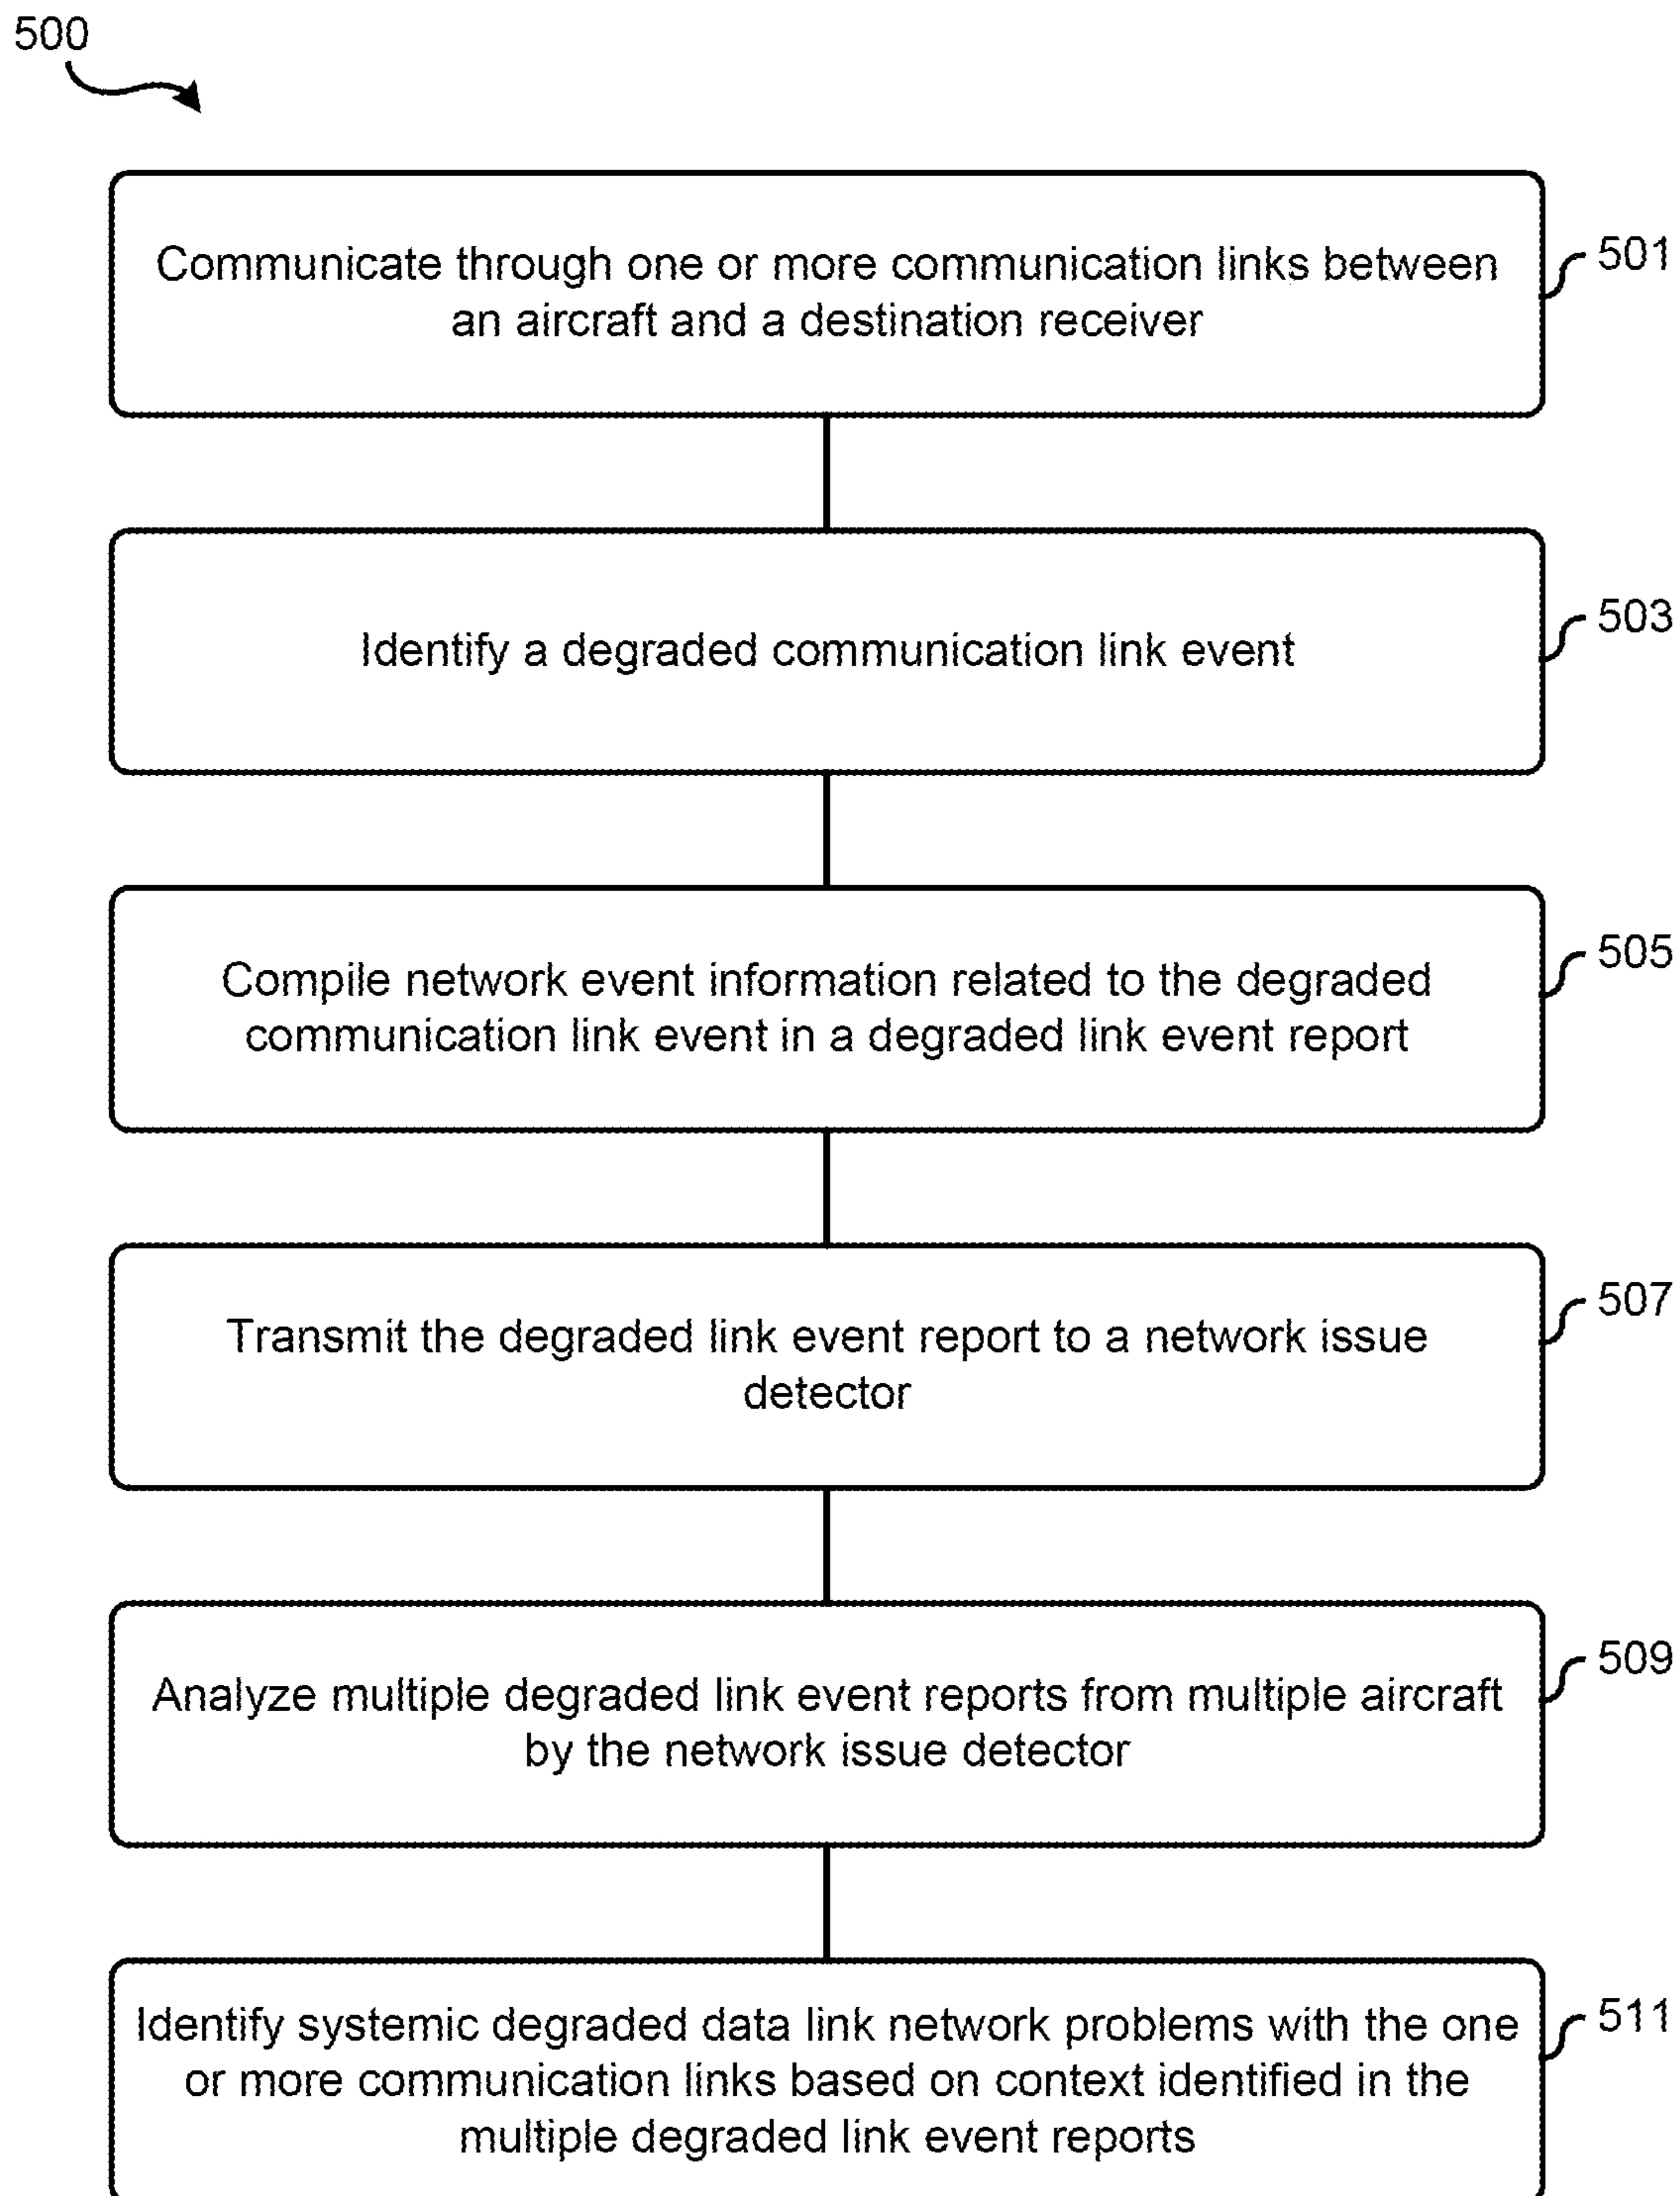 500
Communicate through one or more communication links between
an aircraft and a destination receiver
501
Identify a degraded communication link event
503
Compile network event information related to the degraded
communication link event in a degraded link event report
505
Transmit the degraded link event report to a network issue
detector
507
Analyze multiple degraded link event reports from multiple aircraft
by the network issue detector
509
Identify systemic degraded data link network problems with the one
or more communication links based on context identified in the
multiple degraded link event reports
511